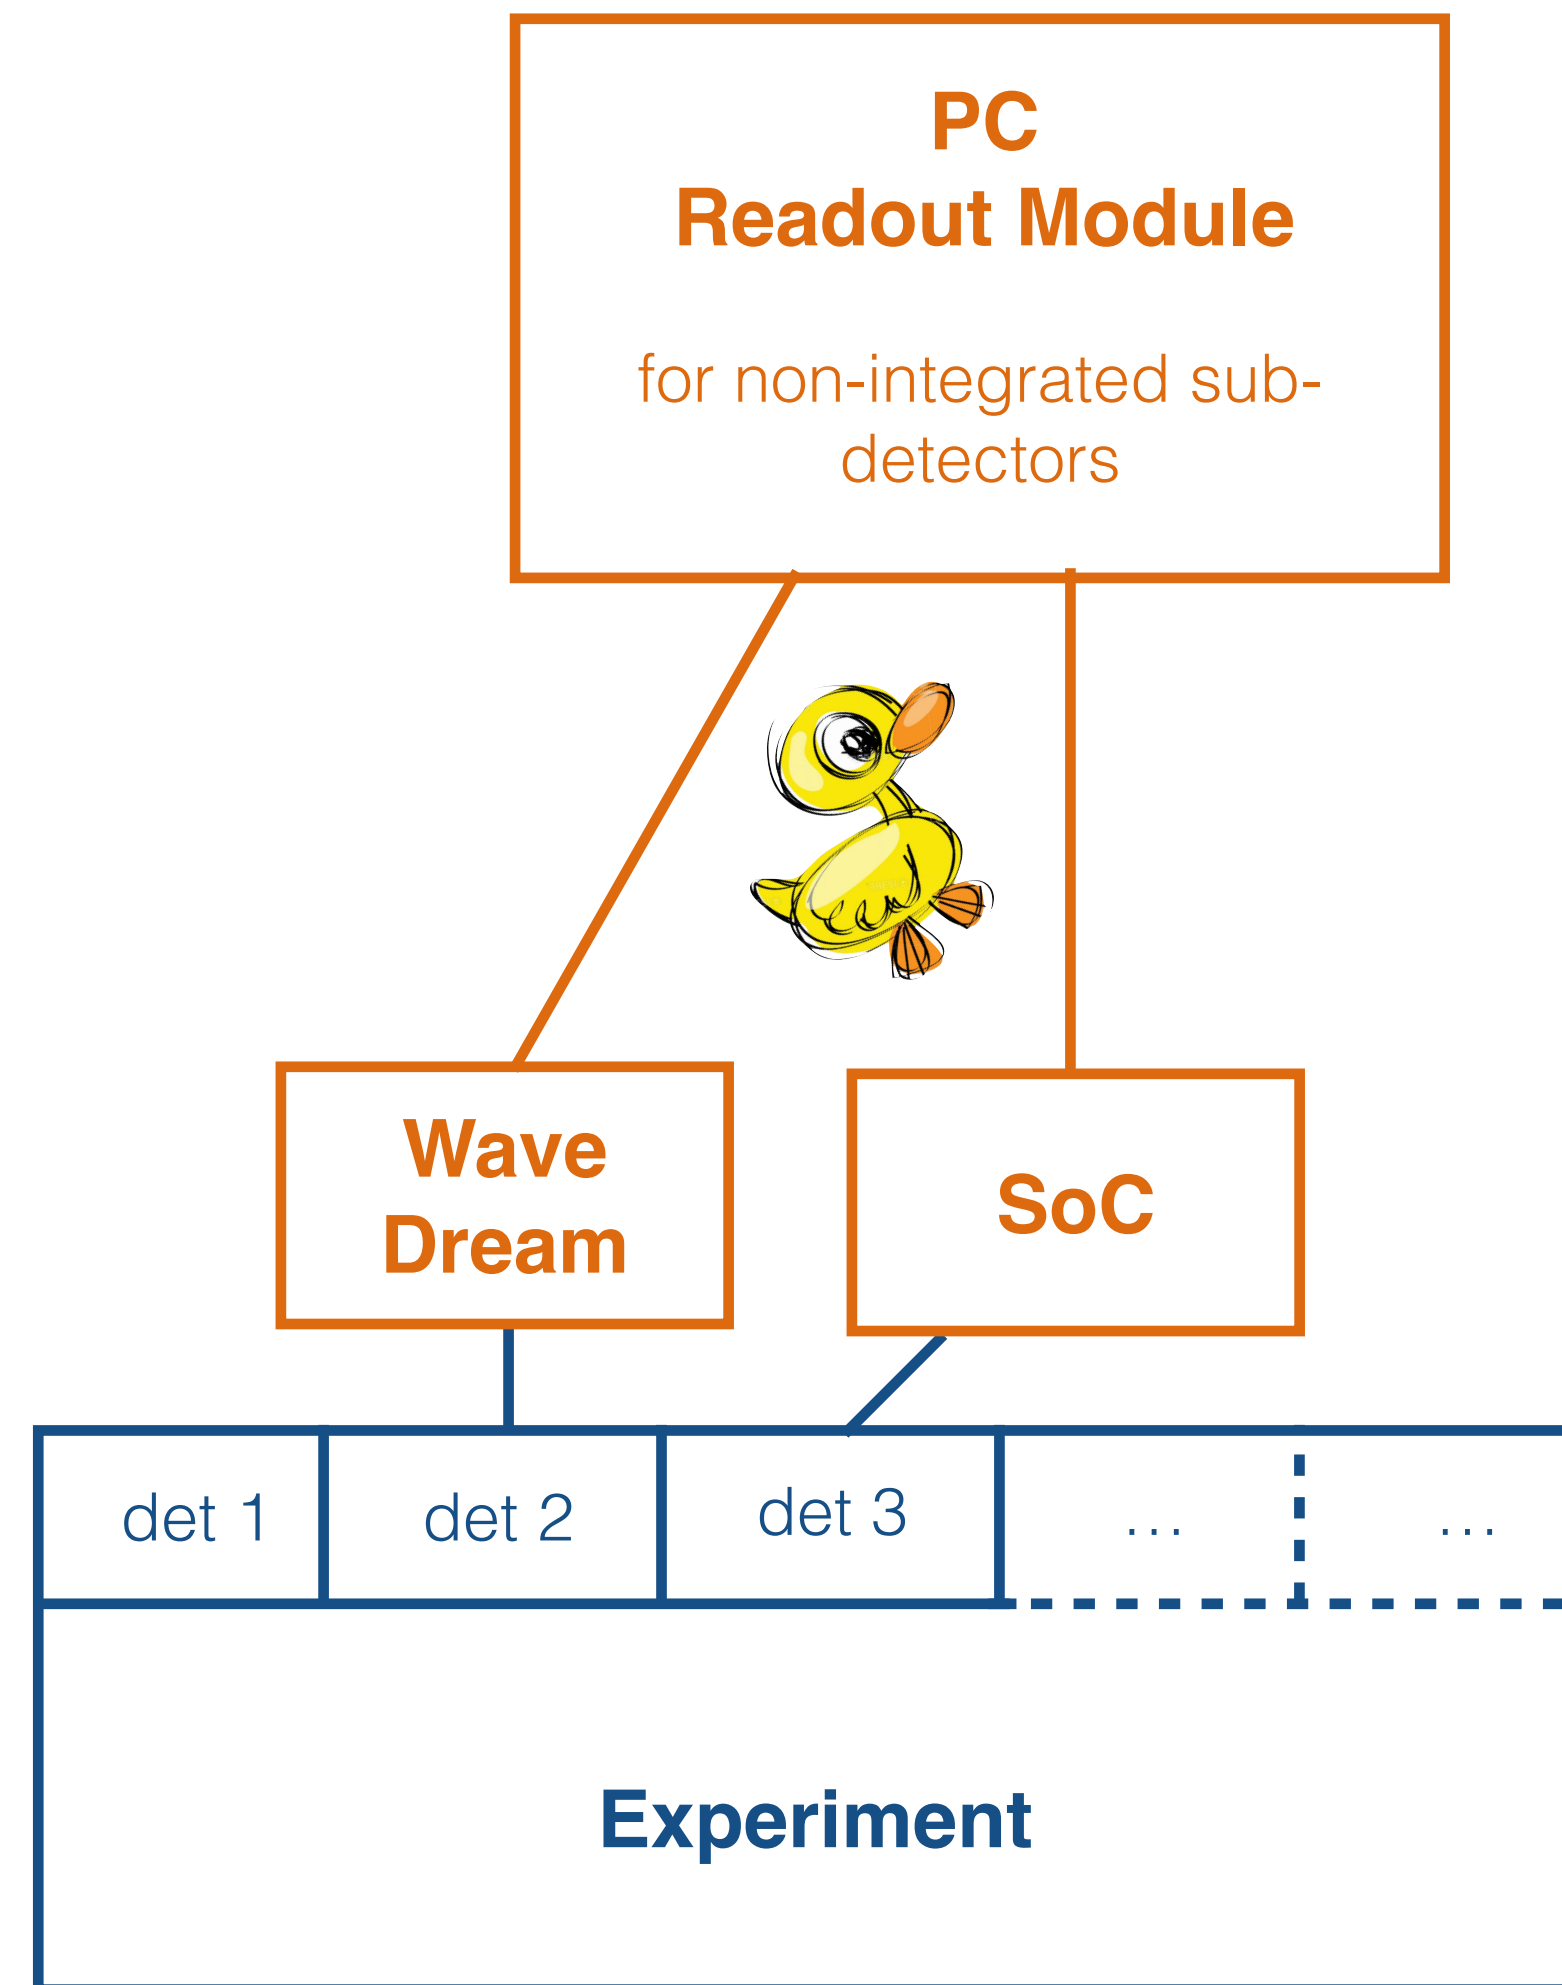 PC
Readout Module
for non-integrated sub-
detectors
Wave
Dream
SoC
det 1
det 2
det 3
...
...
Experiment